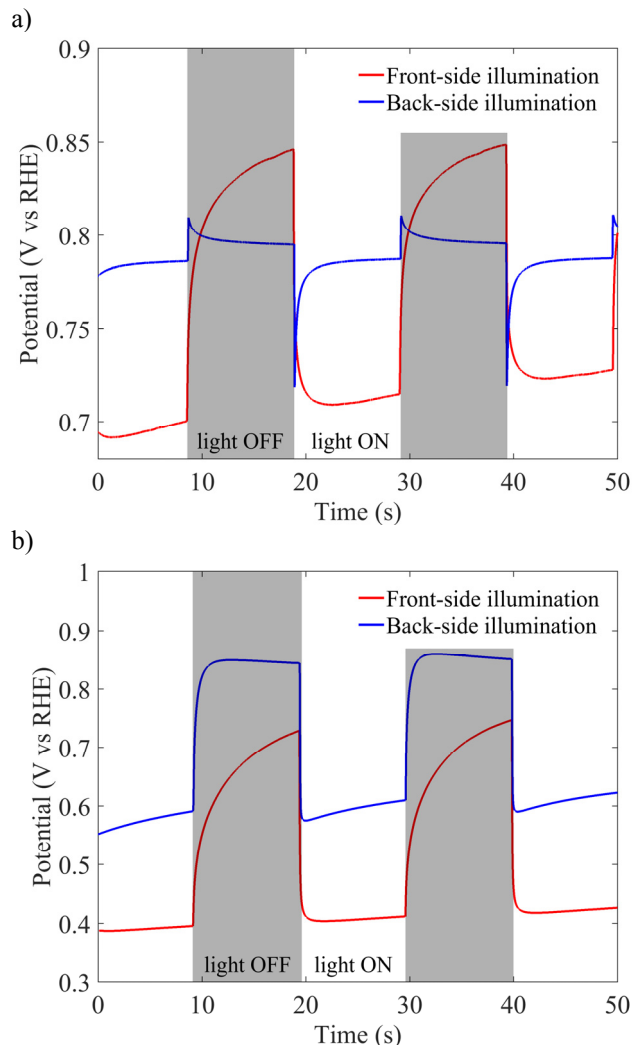 a)
0.9
0.85
0.8
0.75
0.7
Potential (V vs RHE)
Front-side illumination
Back-side illumination
light OFF
light ON
0
10
20
30
40
50
Time (s)
b)
1
0.9
0.8
0.7
0.6
0.5
0.4
0.3
Potential (V vs RHE)
Front-side illumination
Back-side illumination
light OFF
light ON
0
10
20
30
40
50
Time (s)